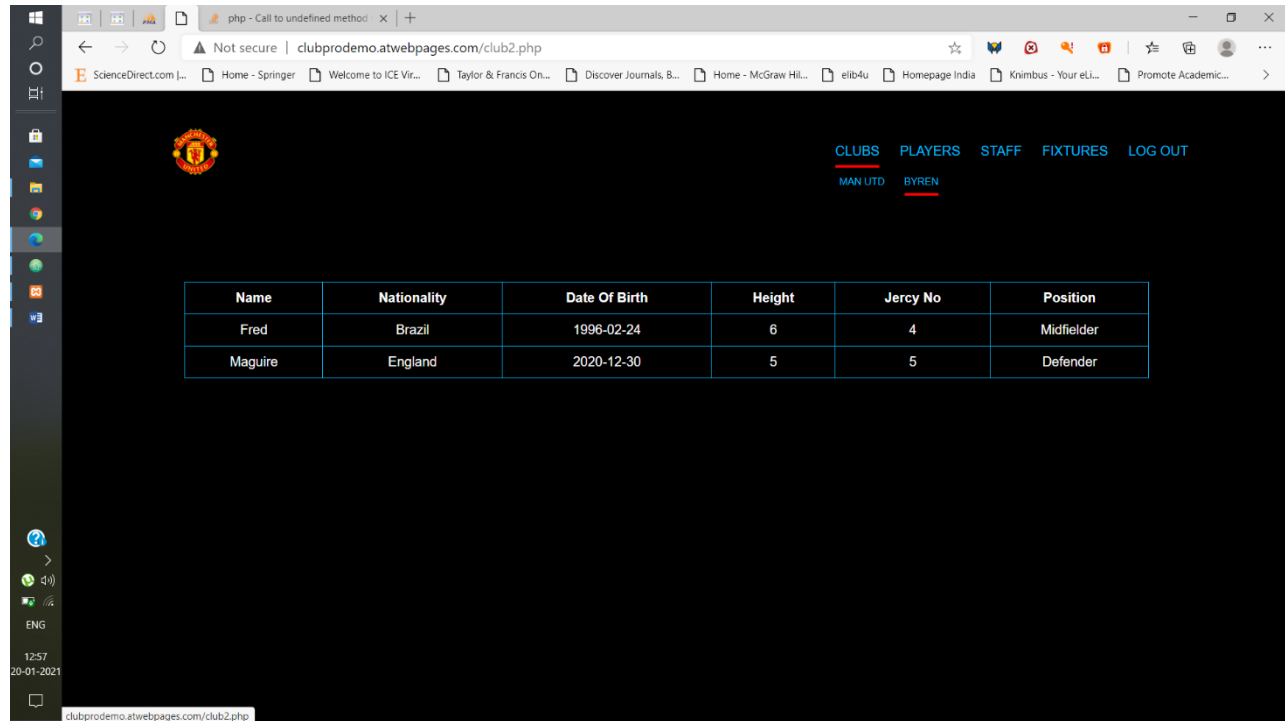 php - Call to undefined method
Not secure | clubprodemo.atwebpages.com/club2.php
ScienceDirect.com |... Home - Springer Welcome to ICE Vir... Taylor & Francis On... Discover Journals, B... Home - McGraw Hil... elib4u Homepage India Knimbus - Your eLi... Promote Academic...
MANCHESTER
UNITED
CLUBS PLAYERS STAFF FIXTURES LOG OUT
MAN UTD BYREN
Name Nationality Date Of Birth Height Jercy No Position
Fred Brazil 1996-02-24 6 4 Midfielder
Maguire England 2020-12-30 5 5 Defender
ENG
12:57
20-01-2021
clubprodemo.atwebpages.com/club2.php